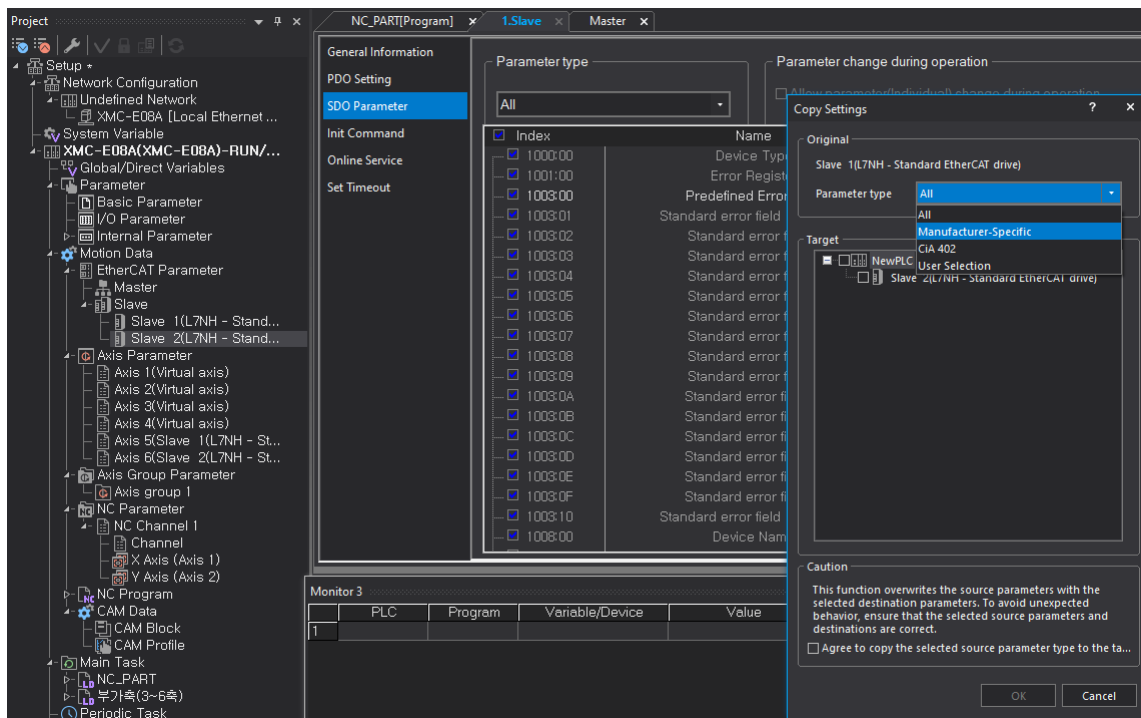 Project
Setup *
Network Configuration
Undefined Network
XMC-E08A [Local Ethernet ...
System Variable
XMC-E08A(XMC-E08A)-RUN/...
Global/Direct Variables
Parameter
Basic Parameter
I/O Parameter
Internal Parameter
Motion Data
EtherCAT Parameter
Master
Slave
Slave 1(L7NH - Stand...
Slave 2(L7NH - Stand...
Axis Parameter
Axis 1(Virtual axis)
Axis 2(Virtual axis)
Axis 3(Virtual axis)
Axis 4(Virtual axis)
Axis 5(Slave 1(L7NH - St...
Axis 6(Slave 2(L7NH - St...
Axis Group Parameter
Axis group 1
NC Parameter
NC Channel 1
Channel
X Axis (Axis 1)
Y Axis (Axis 2)
NC Program
CAM Data
CAM Block
CAM Profile
Main Task
NC_PART
부가축(3~6축)
Periodic Task
NC_PART[Program] 1.Slave Master
General Information
PDO Setting
SDO Parameter
Init Command
Online Service
Set Timeout
Parameter type
All
Parameter change during operation
Allow parameter(Individual) change during operation
Index Name
1000:00 Device Typ
1001:00 Error Regist
1003:00 Predefined Error
1003:01 Standard error field
1003:02 Standard error f
1003:03 Standard error f
1003:04 Standard error f
1003:05 Standard error f
1003:06 Standard error f
1003:07 Standard error f
1003:08 Standard error f
1003:09 Standard error f
1003:0A Standard error fi
1003:0B Standard error fi
1003:0C Standard error fi
1003:0D Standard error fi
1003:0E Standard error fi
1003:0F Standard error fi
1003:10 Standard error field
1008:00 Device Nam
Monitor 3
PLC Program Variable/Device Value
1
Copy Settings ?
Original
Slave 1(L7NH - Standard EtherCAT drive)
Parameter type All
All
Manufacturer-Specific
CiA 402
User Selection
Target
NewPLC
Slave 2(L7NH - Standard EtherCAT drive)
Caution
This function overwrites the source parameters with the
selected destination parameters. To avoid unexpected
behavior, ensure that the selected source parameters and
destinations are correct.
Agree to copy the selected source parameter type to the ta...
OK Cancel